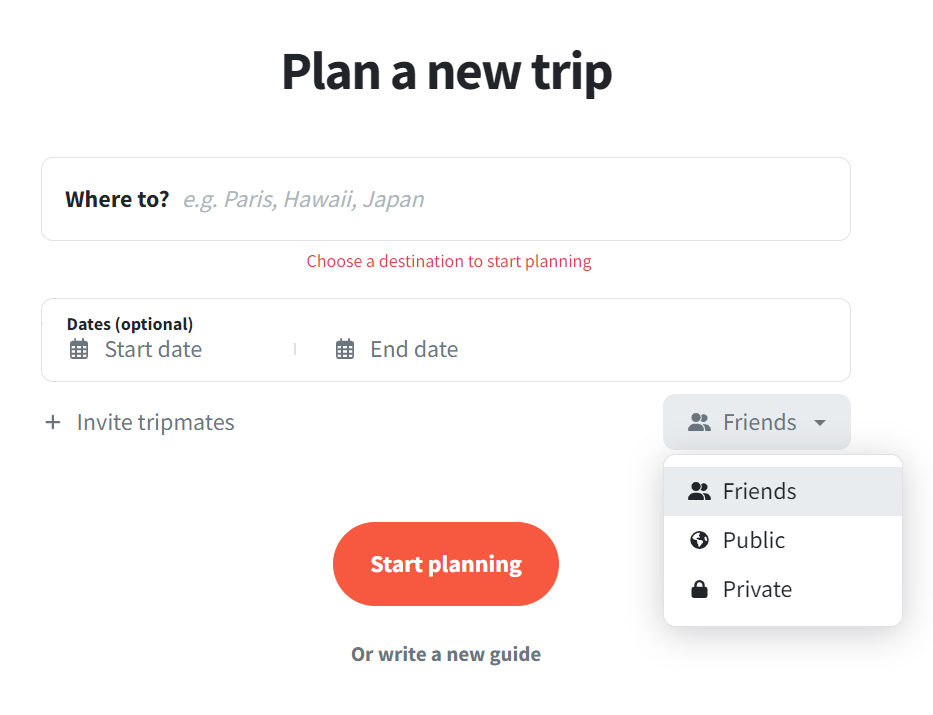 Plan a new trip
Where to? e.g. Paris, Hawaii, Japan
Choose a destination to start planning
Dates (optional)
Start date End date
Invite tripmates Friends
Friends
Public
Private
Start planning
Or write a new guide